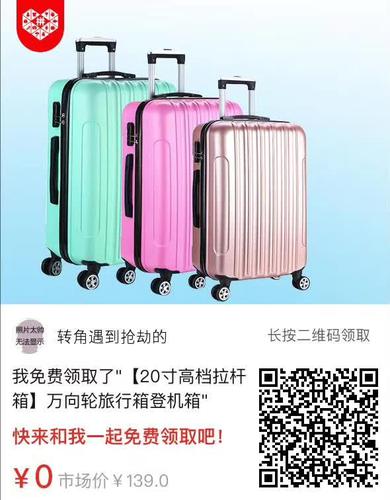 拼
照片太帅
无法显示
转角遇到抢劫的
长按二维码领取
我免费领取了"【20寸高档拉杆
箱】万向轮旅行箱登机箱"
快来和我一起免费领取吧！
¥0 市场价¥139.0